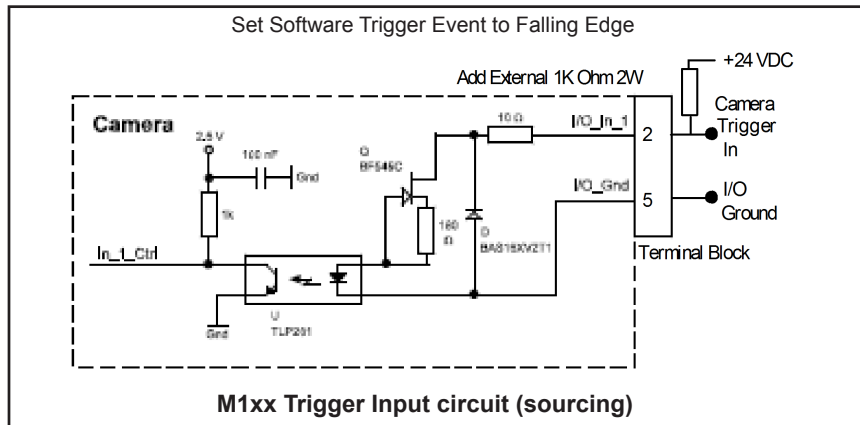 Set Software Trigger Event to Falling Edge
+24 VDC
Add External 1K Ohm 2W
Camera
2,5 V
100 nF
Gnd
Q
BF545C
10 Ω
I/O_In_1
2
Camera
Trigger
In
1k
I/O_Gnd
5
I/O
Ground
180
Ω
D
BAS16XV2T1
In_1_Ctrl
Terminal Block
Gnd
U
TLP281
M1xx Trigger Input circuit (sourcing)